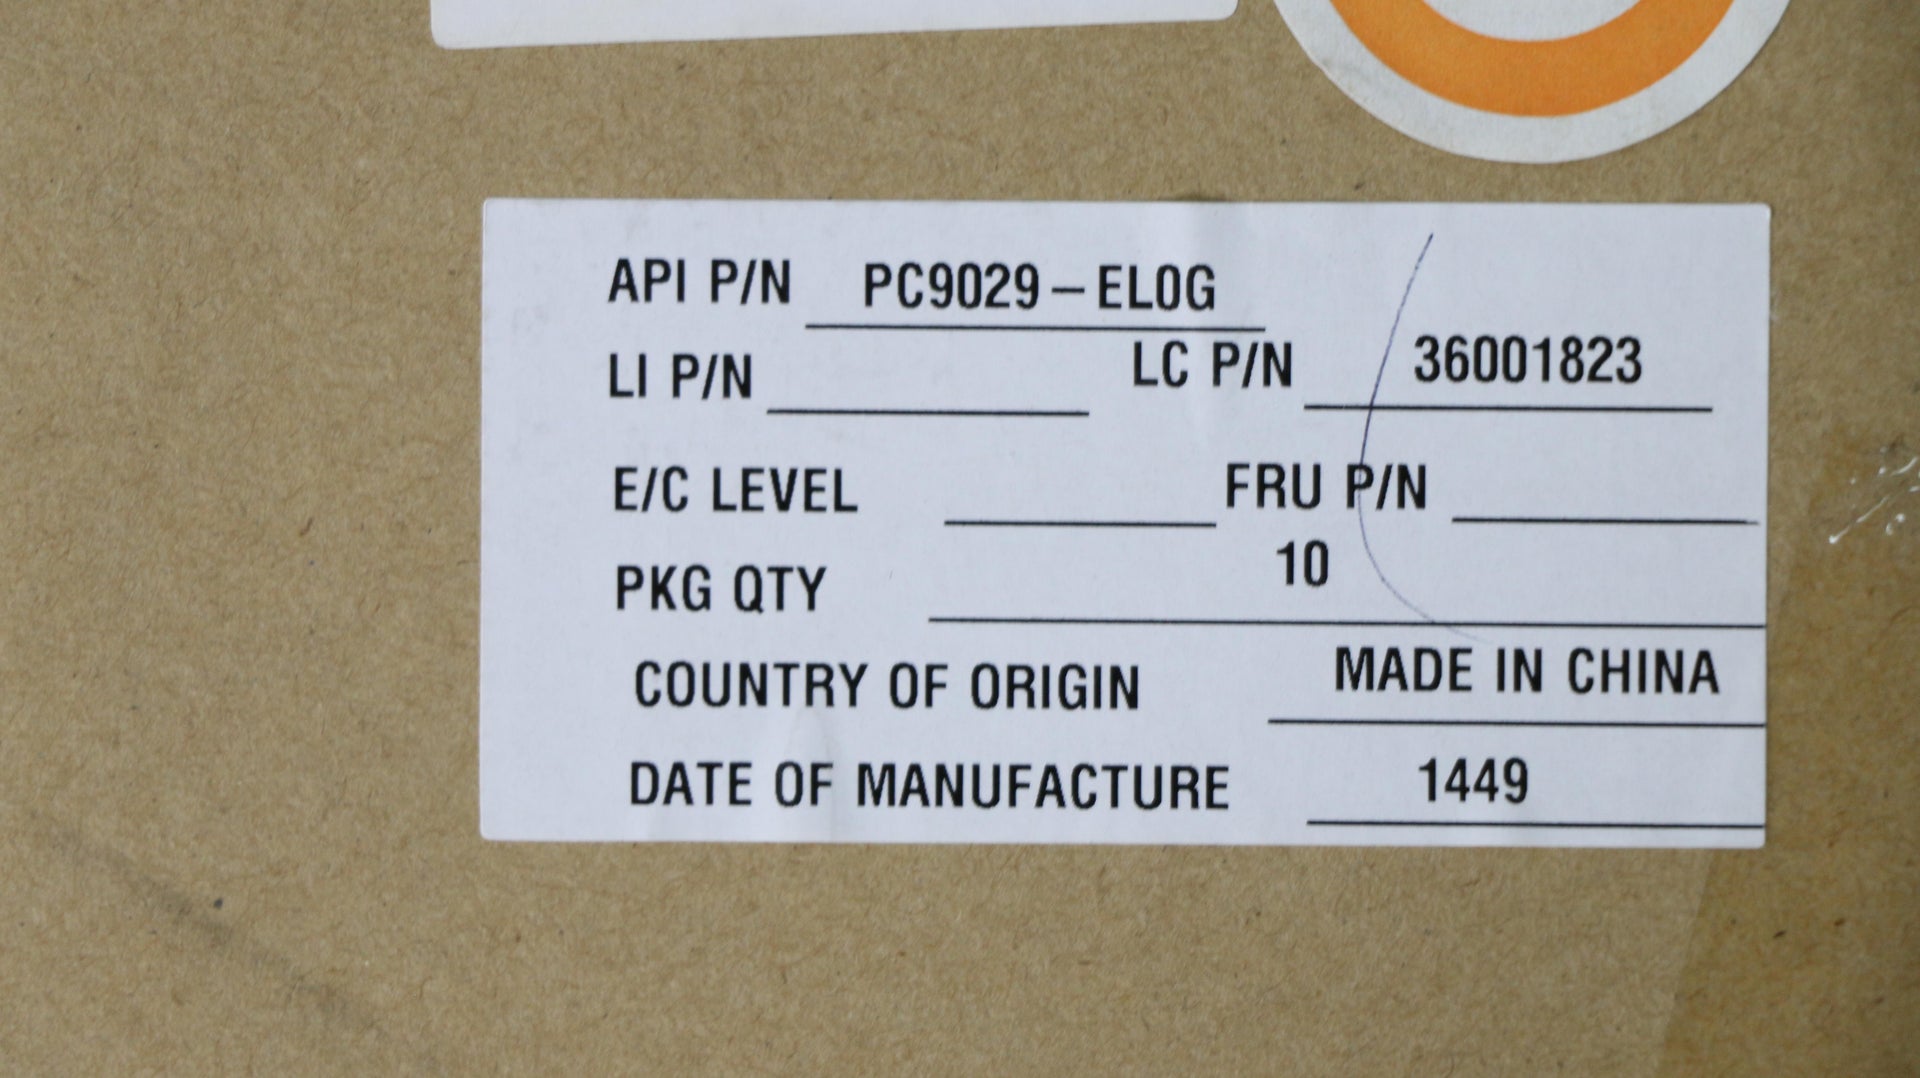 API P/N PC9029-EL0G
LI P/N LC P/N 36001823
E/C LEVEL FRU P/N
PKG QTY 10
COUNTRY OF ORIGIN MADE IN CHINA
DATE OF MANUFACTURE 1449